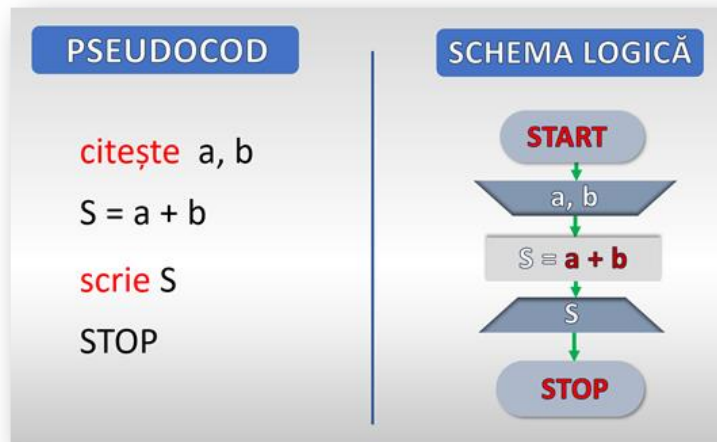 PSEUDOCOD
citește a, b
S = a + b
scrie S
STOP
SCHEMA LOGICĂ
START
a, b
S = a + b
S
STOP